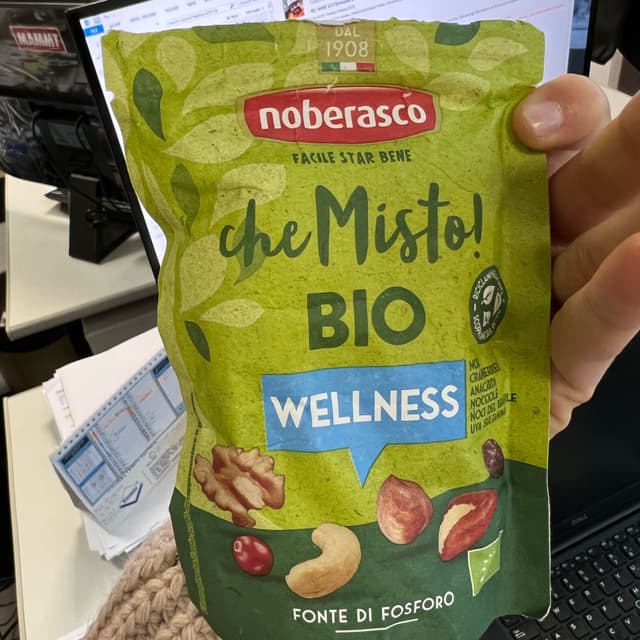 MAMMT
DAL
1908
noberasco
FACILE STAR BENE
che Misto!
BIO
WELLNESS
NOCI
CRANBERRIES
ANACARDI
NOCCIOLE
NOCI DEL BRASILE
UVA SULTANINA
FONTE DI FOSFORO